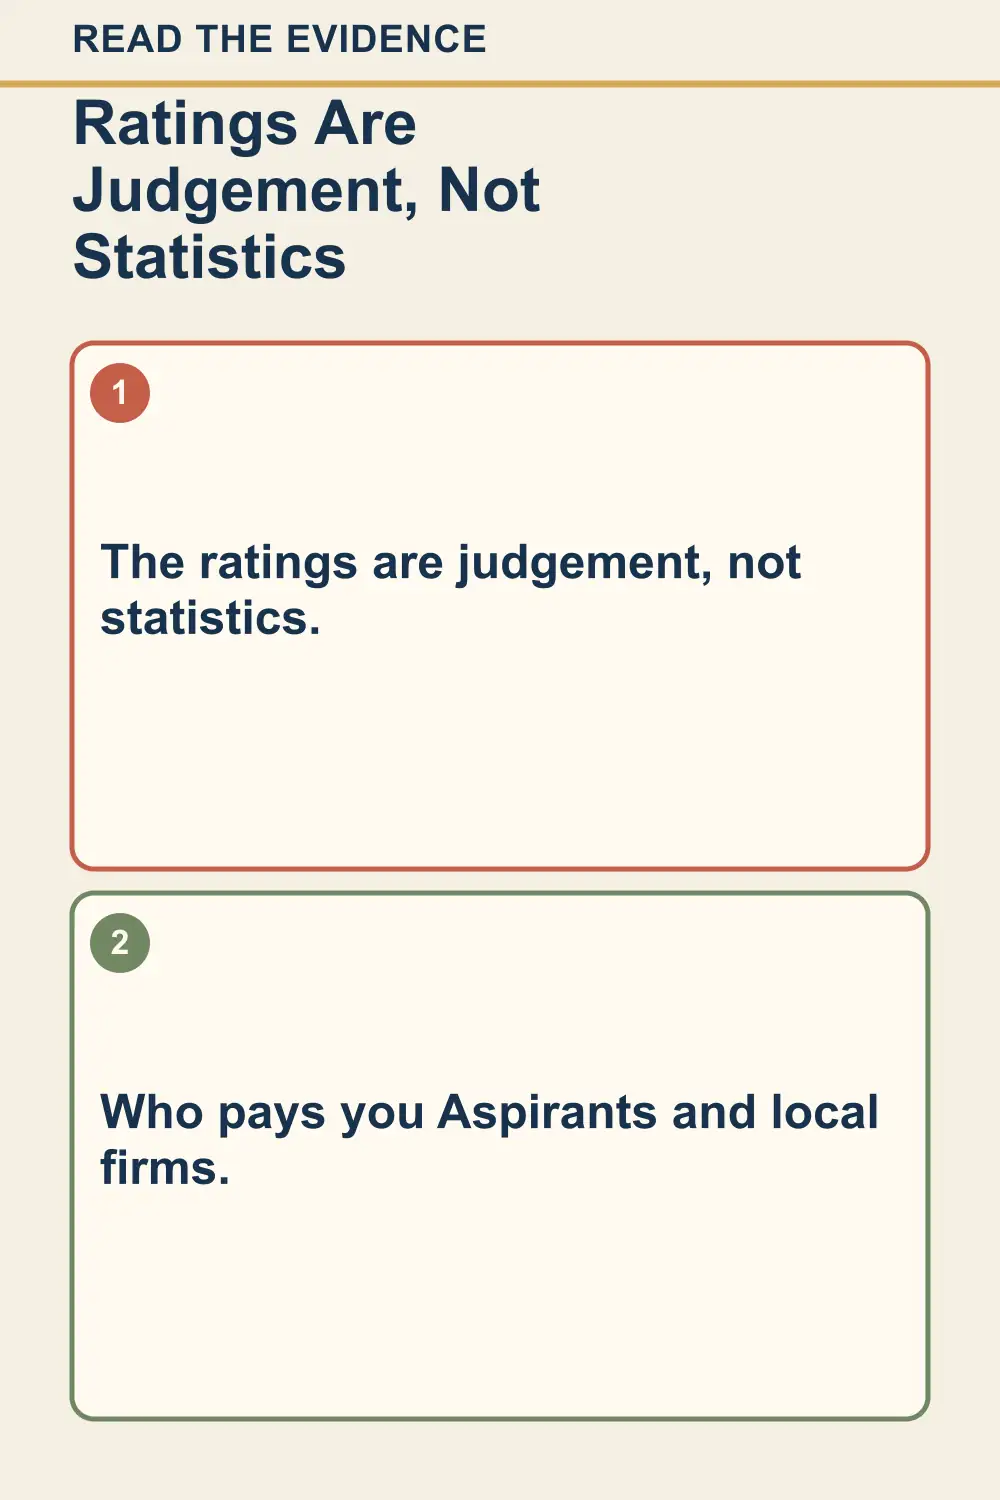 READ THE EVIDENCE
Ratings Are
Judgement, Not
Statistics
1
The ratings are judgement, not
statistics.
2
Who pays you Aspirants and local
firms.